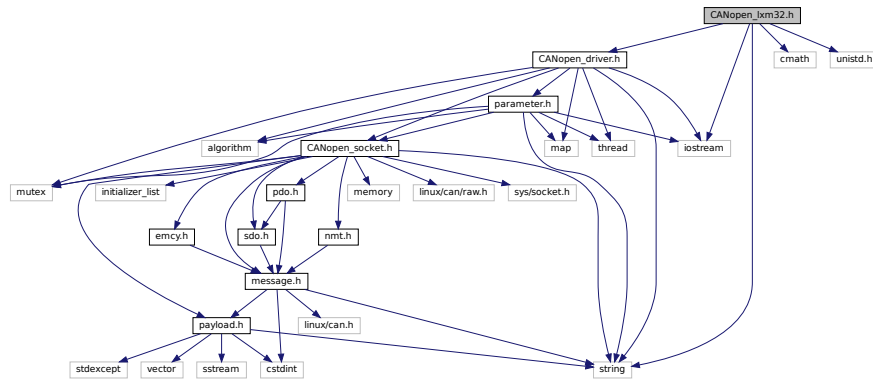 CANopen_lxm32.h
CANopen_driver.h
cmath
unistd.h
parameter.h
algorithm
CANopen_socket.h
map
thread
iostream
mutex
initializer_list
pdo.h
memory
linux/can/raw.h
sys/socket.h
emcy.h
sdo.h
nmt.h
message.h
payload.h
linux/can.h
stdexcept
vector
sstream
cstdint
string